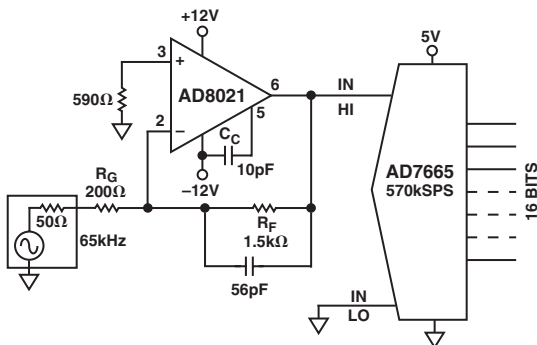 +12V
5V
3
+
590Ω
AD8021
6
IN
HI
5
2
–
C_C
10pF
–12V
AD7665
570kSPS
16 BITS
R_G
200Ω
50Ω
65kHz
R_F
1.5kΩ
56pF
IN
LO